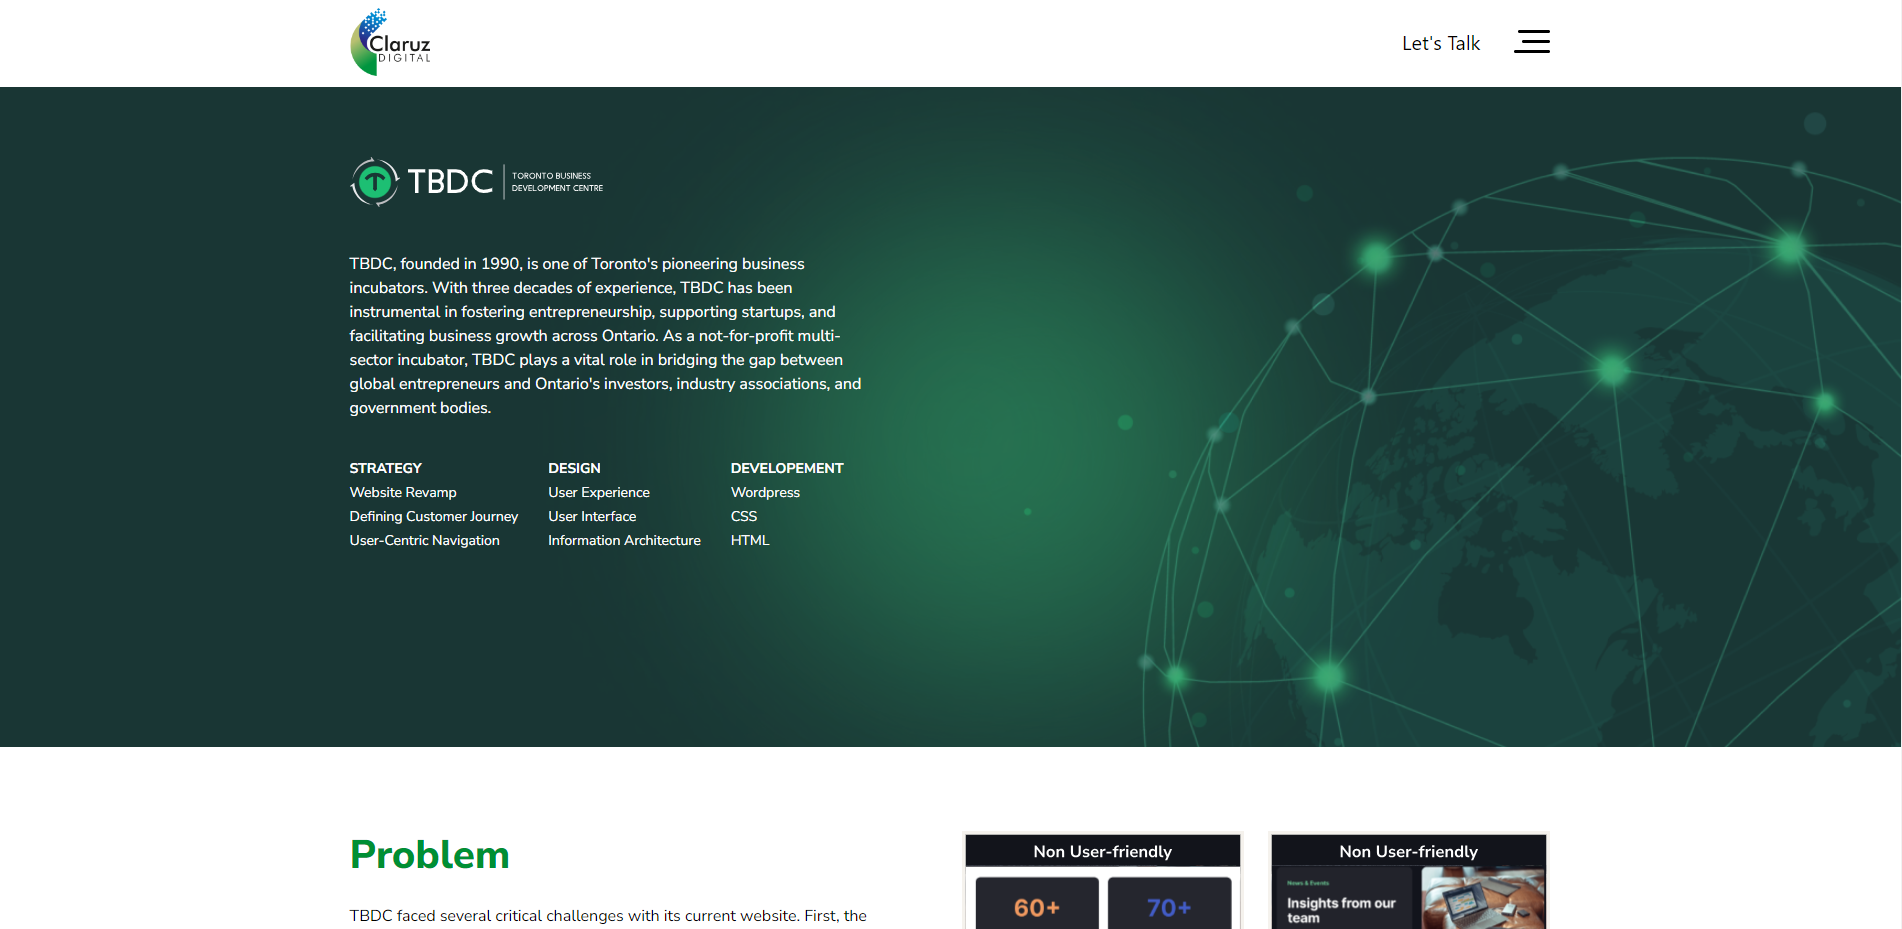 Claruz
DIGITAL
Let's Talk
TBDC
TORONTO BUSINESS
DEVELOPMENT CENTRE
TBDC, founded in 1990, is one of Toronto's pioneering business
incubators. With three decades of experience, TBDC has been
instrumental in fostering entrepreneurship, supporting startups, and
facilitating business growth across Ontario. As a not-for-profit multi-
sector incubator, TBDC plays a vital role in bridging the gap between
global entrepreneurs and Ontario's investors, industry associations, and
government bodies.
STRATEGY
Website Revamp
Defining Customer Journey
User-Centric Navigation
DESIGN
User Experience
User Interface
Information Architecture
DEVELOPEMENT
Wordpress
CSS
HTML
Problem
TBDC faced several critical challenges with its current website. First, the
Non User-friendly
60+
70+
Non User-friendly
News & Events
Insights from our
team